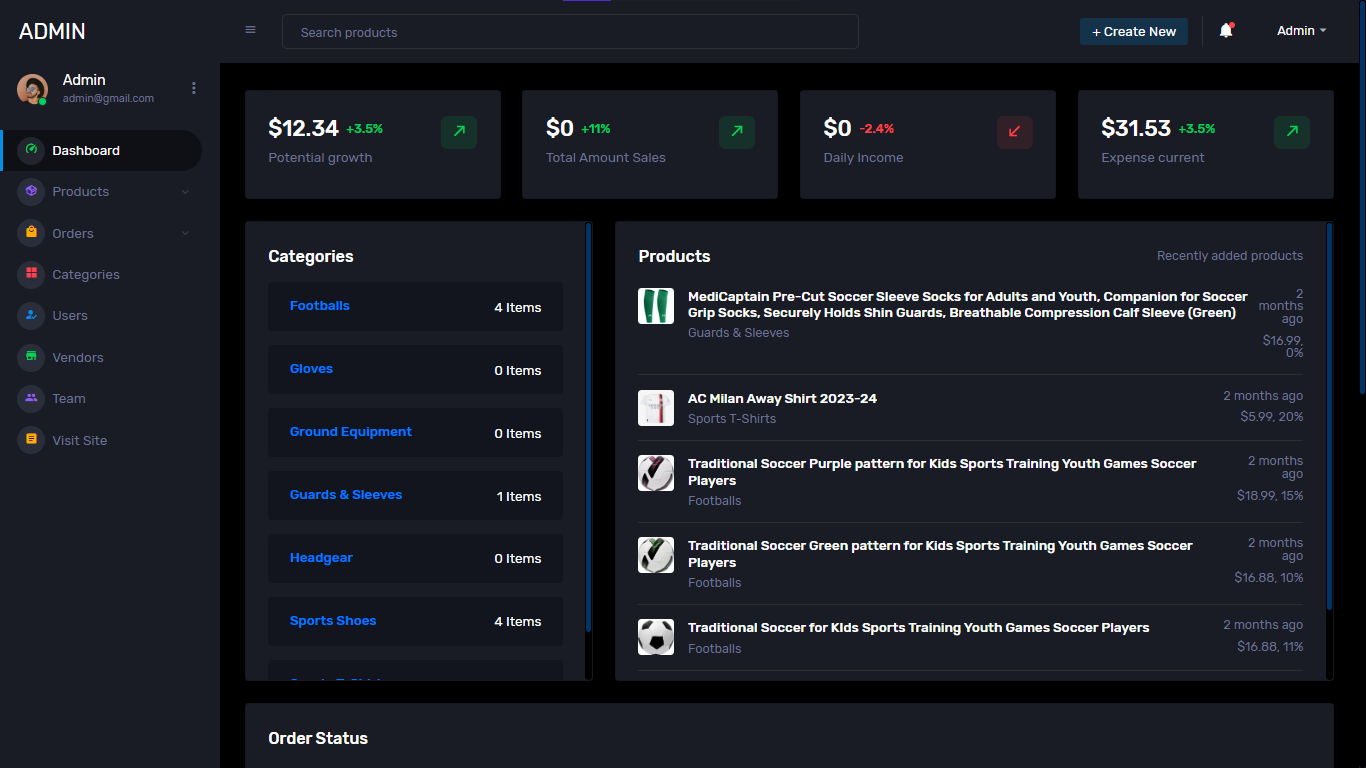 ADMIN
Search products
+ Create New
Admin
Admin
admin@gmail.com
Dashboard
Products
Orders
Categories
Users
Vendors
Team
Visit Site
$12.34 +3.5%
Potential growth
$0 +11%
Total Amount Sales
$0 -2.4%
Daily Income
$31.53 +3.5%
Expense current
Categories
Footballs 4 Items
Gloves 0 Items
Ground Equipment 0 Items
Guards & Sleeves 1 Items
Headgear 0 Items
Sports Shoes 4 Items
Products
Recently added products
MediCaptain Pre-Cut Soccer Sleeve Socks for Adults and Youth, Companion for Soccer
Grip Socks, Securely Holds Shin Guards, Breathable Compression Calf Sleeve (Green)
Guards & Sleeves
2
months
ago
$16.99,
0%
AC Milan Away Shirt 2023-24
Sports T-Shirts
2 months ago
$5.99, 20%
Traditional Soccer Purple pattern for Kids Sports Training Youth Games Soccer
Players
Footballs
2 months
ago
$18.99, 15%
Traditional Soccer Green pattern for Kids Sports Training Youth Games Soccer
Players
Footballs
2 months
ago
$16.88, 10%
Traditional Soccer for KIds Sports Training Youth Games Soccer Players
Footballs
2 months ago
$16.88, 11%
Order Status